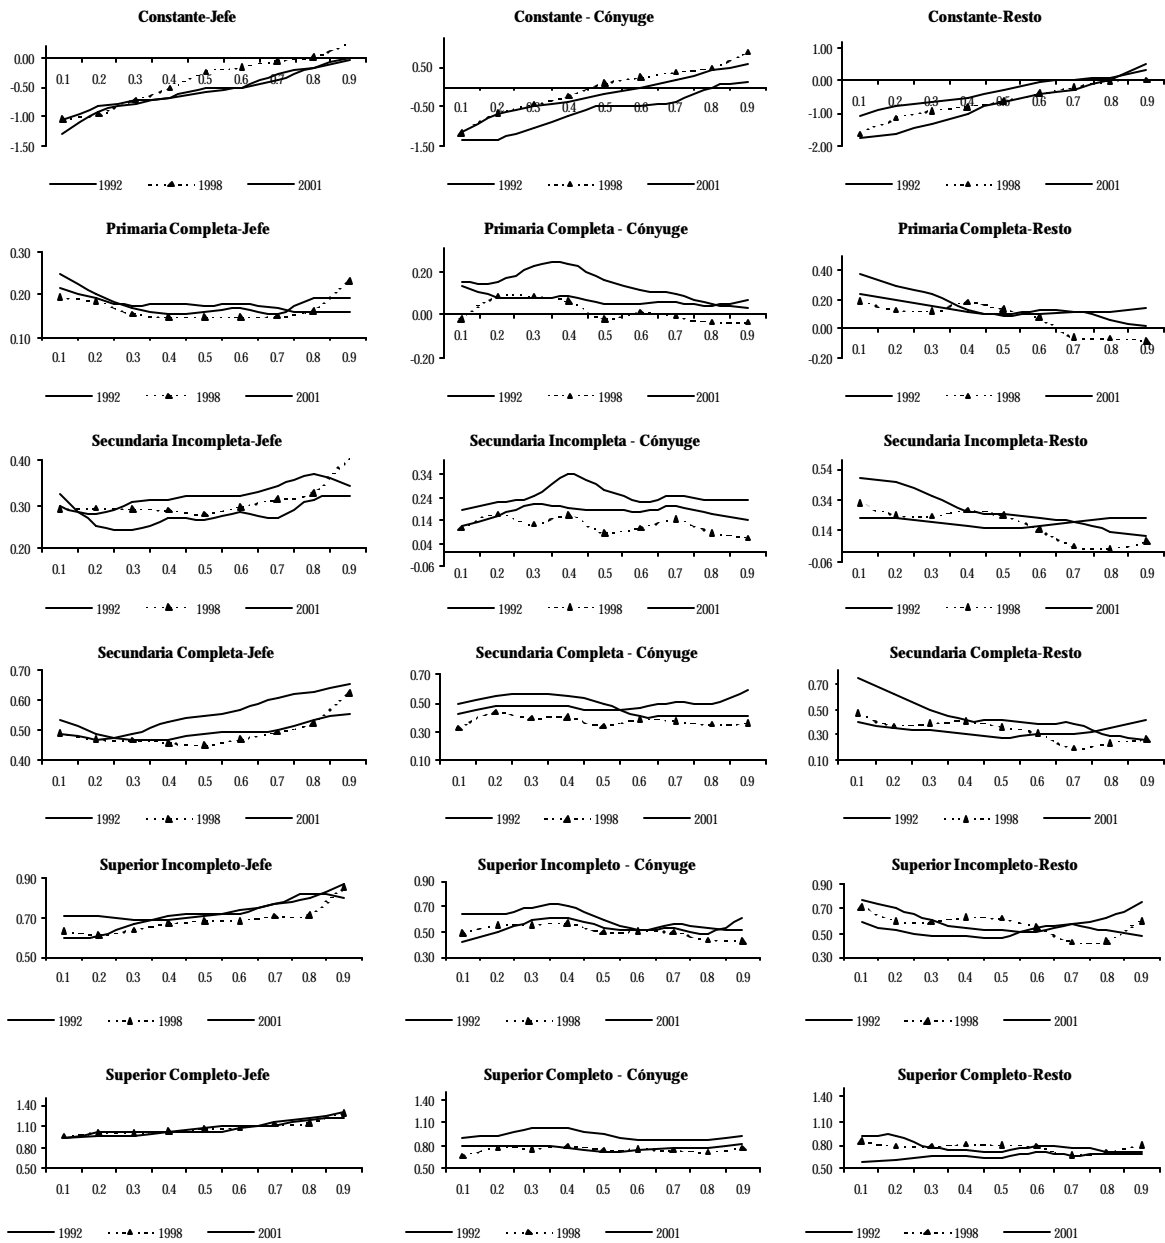 Constante-Jefe
Constante - Cónyuge
Constante-Resto
0.00
-0.50
-1.00
-1.50
0.1 0.2 0.3 0.4 0.5 0.6 0.7 0.8 0.9
0.50
-0.50
-1.50
0.1 0.2 0.3 0.4 0.5 0.6 0.7 0.8 0.9
1.00
0.00
-1.00
-2.00
0.1 0.2 0.3 0.4 0.5 0.6 0.7 0.8 0.9
1992 1998 2001
1992 1998 2001
1992 1998 2001
Primaria Completa-Jefe
Primaria Completa - Cónyuge
Primaria Completa-Resto
0.30
0.20
0.10
0.1 0.2 0.3 0.4 0.5 0.6 0.7 0.8 0.9
0.20
0.00
-0.20
0.1 0.2 0.3 0.4 0.5 0.6 0.7 0.8 0.9
0.40
0.20
0.00
-0.20
0.1 0.2 0.3 0.4 0.5 0.6 0.7 0.8 0.9
1992 1998 2001
1992 1998 2001
1992 1998 2001
Secundaria Incompleta-Jefe
Secundaria Incompleta - Cónyuge
Secundaria Incompleta-Resto
0.40
0.30
0.20
0.1 0.2 0.3 0.4 0.5 0.6 0.7 0.8 0.9
0.34
0.24
0.14
0.04
-0.06
0.1 0.2 0.3 0.4 0.5 0.6 0.7 0.8 0.9
0.54
0.34
0.14
-0.06
0.1 0.2 0.3 0.4 0.5 0.6 0.7 0.8 0.9
1992 1998 2001
1992 1998 2001
1992 1998 2001
Secundaria Completa-Jefe
Secundaria Completa - Cónyuge
Secundaria Completa-Resto
0.70
0.60
0.50
0.40
0.1 0.2 0.3 0.4 0.5 0.6 0.7 0.8 0.9
0.70
0.50
0.30
0.10
0.1 0.2 0.3 0.4 0.5 0.6 0.7 0.8 0.9
0.70
0.50
0.30
0.10
0.1 0.2 0.3 0.4 0.5 0.6 0.7 0.8 0.9
1992 1998 2001
1992 1998 2001
1992 1998 2001
Superior Incompleto-Jefe
Superior Incompleto - Cónyuge
Superior Incompleto-Resto
0.90
0.70
0.50
0.1 0.2 0.3 0.4 0.5 0.6 0.7 0.8 0.9
0.90
0.70
0.50
0.30
0.1 0.2 0.3 0.4 0.5 0.6 0.7 0.8 0.9
0.90
0.70
0.50
0.30
0.1 0.2 0.3 0.4 0.5 0.6 0.7 0.8 0.9
1992 1998 2001
1992 1998 2001
1992 1998 2001
Superior Completo-Jefe
Superior Completo - Cónyuge
Superior Completo-Resto
1.40
1.10
0.80
0.50
0.1 0.2 0.3 0.4 0.5 0.6 0.7 0.8 0.9
1.40
1.10
0.80
0.50
0.1 0.2 0.3 0.4 0.5 0.6 0.7 0.8 0.9
1.40
1.10
0.80
0.50
0.1 0.2 0.3 0.4 0.5 0.6 0.7 0.8 0.9
1992 1998 2001
1992 1998 2001
1992 1998 2001